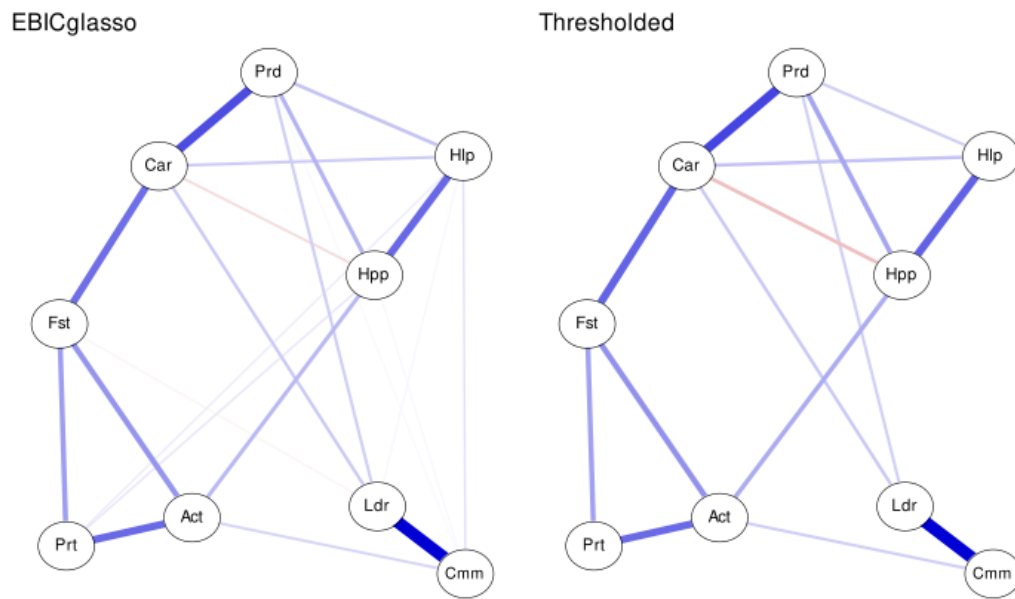 EBICglasso
Prd
Car
Hlp
Hpp
Fst
Ldr
Act
Prt
Cmm
Thresholded
Prd
Car
Hlp
Hpp
Fst
Ldr
Act
Prt
Cmm